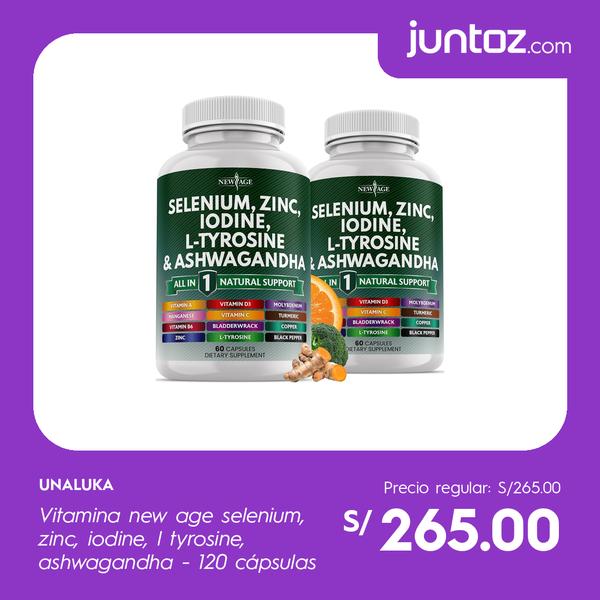 juntoz.com
NEW AGE
SELENIUM, ZINC,
IODINE,
L-TYROSINE
& ASHWAGANDHA
ALL IN 1 NATURAL SUPPORT
VITAMIN A VITAMIN D3 MOLYBDENUM
MANGANESE VITAMIN C TURMERIC
VITAMIN B6 BLADDERWRACK COPPER
ZINC L-TYROSINE BLACK PEPPER
60 CAPSULES
DIETARY SUPPLEMENT
NEW AGE
SELENIUM, ZINC,
IODINE,
L-TYROSINE
& ASHWAGANDHA
IN 1 NATURAL SUPPORT
VITAMIN D3 MOLYBDENUM
VITAMIN C TURMERIC
BLADDERWRACK COPPER
L-TYROSINE BLACK PEPPER
60 CAPSULES
DIETARY SUPPLEMENT
UNALUKA
Vitamina new age selenium,
zinc, iodine, l tyrosine,
ashwagandha - 120 cápsulas
Precio regular: S/265.00
S/ 265.00